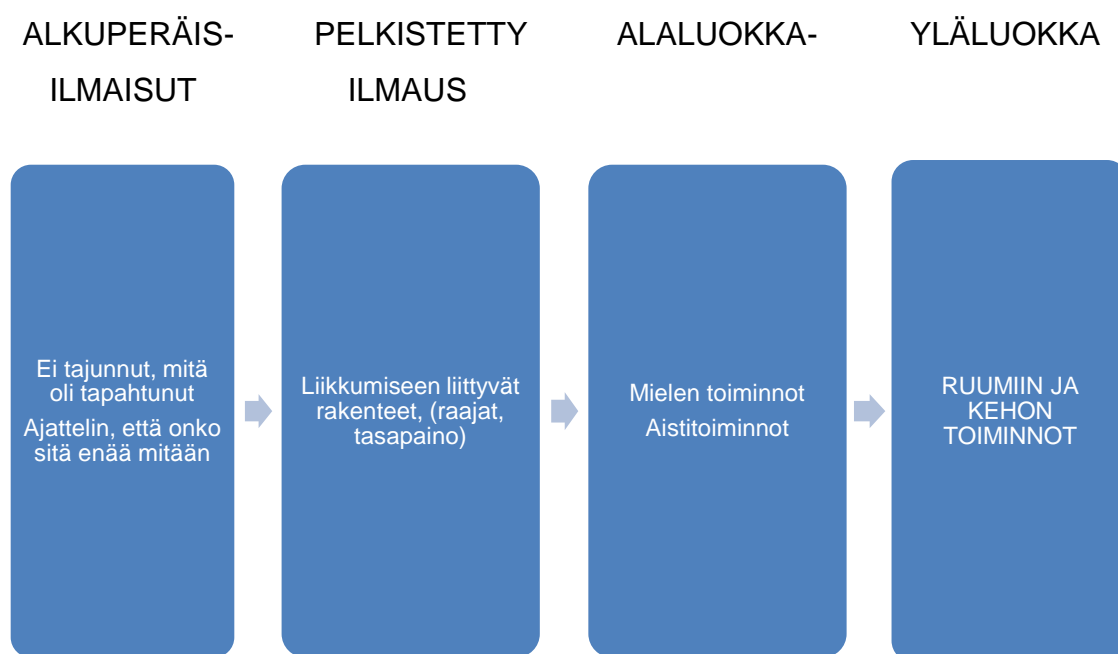 ALKUPERÄIS-
ILMAISUT
PELKISTETTY
ILMAUS
ALALUOKKA-
YLÄLUOKKA
Ei tajunnut, mitä
oli tapahtunut
Ajattelin, että onko
sitä enää mitään
Liikkumiseen liittyvät
rakenteet, (raajat,
tasapaino)
Mielen toiminnot
Aistitoiminnot
RUUMIIN JA
KEHON
TOIMINNOT